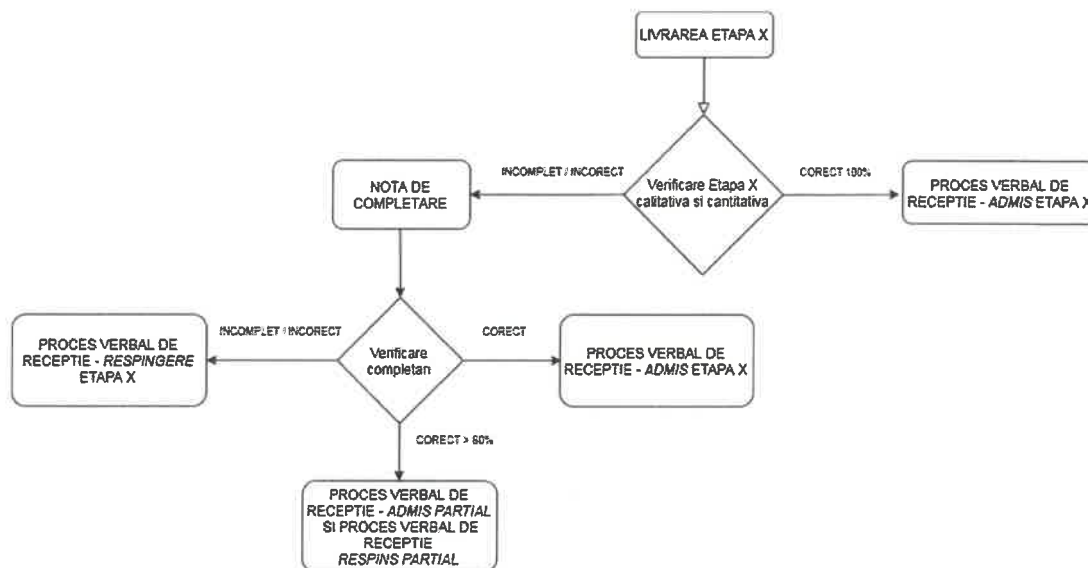 LIVRAREA ETAPA X
INCOMPLET / INCORECT
CORECT 100%
Verificare Etapa X
calitativa si cantitativa
NOTA DE
COMPLETARE
PROCES VERBAL DE
RECEPTIE - ADMIS ETAPA X
INCOMPLET / INCORECT
CORECT
PROCES VERBAL DE
RECEPTIE - RESPINGERE
ETAPA X
Verificare
PROCES VERBAL DE
RECEPTIE - ADMIS ETAPA X
CORECT >
PROCES VERBAL DE
RECEPTIE - ADMIS PARTIAL
SI PROCES VERBAL DE
RECEPTIE
RESPINS PARTIAL